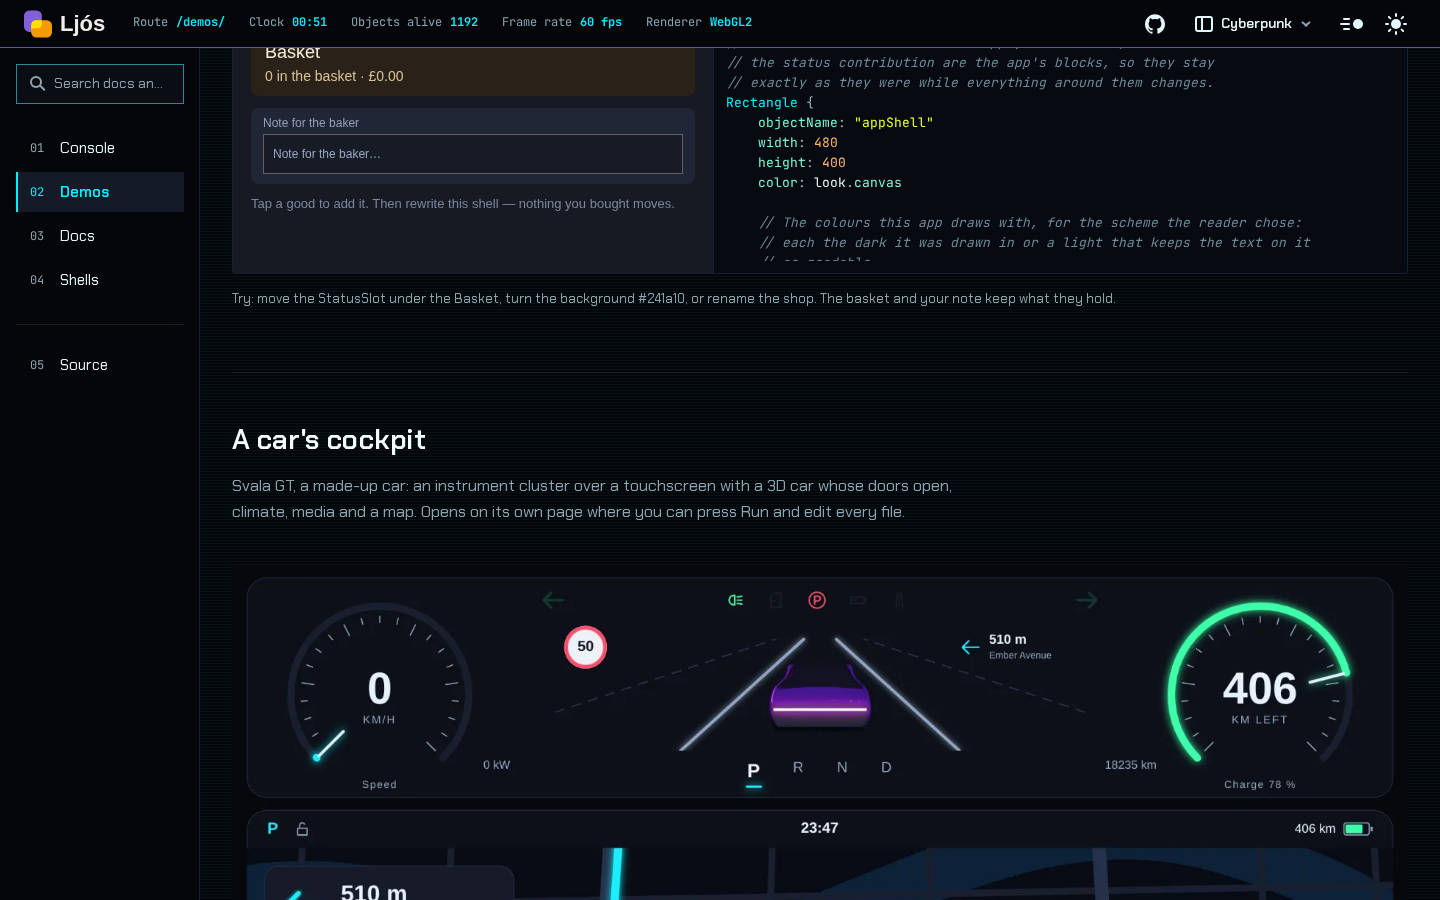 Ljós
Route /demos/ Clock 00:51 Objects alive 1192 Frame rate 60 fps Renderer WebGL2
Cyberpunk
Search docs an...
01 Console
02 Demos
03 Docs
04 Shells
05 Source
Basket
0 in the basket · £0.00
Note for the baker
Note for the baker...
Tap a good to add it. Then rewrite this shell — nothing you bought moves.
// the status contribution are the app's blocks, so they stay
// exactly as they were while everything around them changes.
Rectangle {
objectName: "appShell"
width: 480
height: 400
color: look.canvas
// The colours this app draws with, for the scheme the reader chose:
// each the dark it was drawn in or a light that keeps the text on it
Try: move the StatusSlot under the Basket, turn the background #241a10, or rename the shop. The basket and your note keep what they hold.
A car's cockpit
Svala GT, a made-up car: an instrument cluster over a touchscreen with a 3D car whose doors open,
climate, media and a map. Opens on its own page where you can press Run and edit every file.
0
KM/H
Speed
0 kW
50
P
P R N D
510 m
Ember Avenue
18235 km
406
KM LEFT
Charge 78 %
P
23:47
406 km
510 m